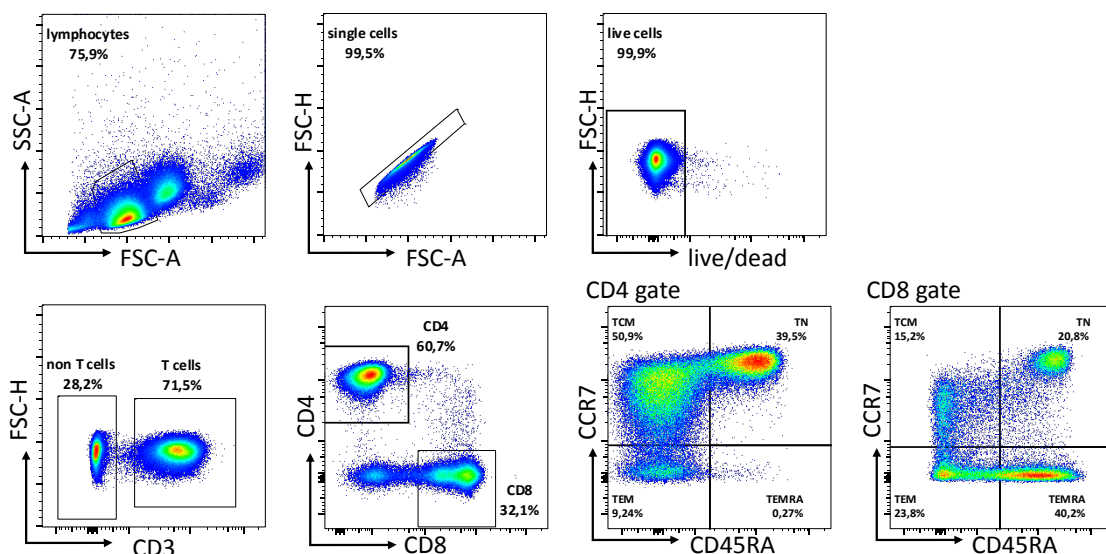 lymphocytes
75,9%
SSC-A
FSC-A
single cells
99,5%
FSC-H
FSC-A
live cells
99,9%
FSC-H
live/dead
non T cells
28,2%
T cells
71,5%
FSC-H
CD3
CD4
60,7%
CD8
32,1%
CD4
CD8
CD4 gate
TCM
50,9%
TN
39,5%
TEM
9,24%
TEMRA
0,27%
CCR7
CD45RA
CD8 gate
TCM
15,2%
TN
20,8%
TEM
23,8%
TEMRA
40,2%
CCR7
CD45RA